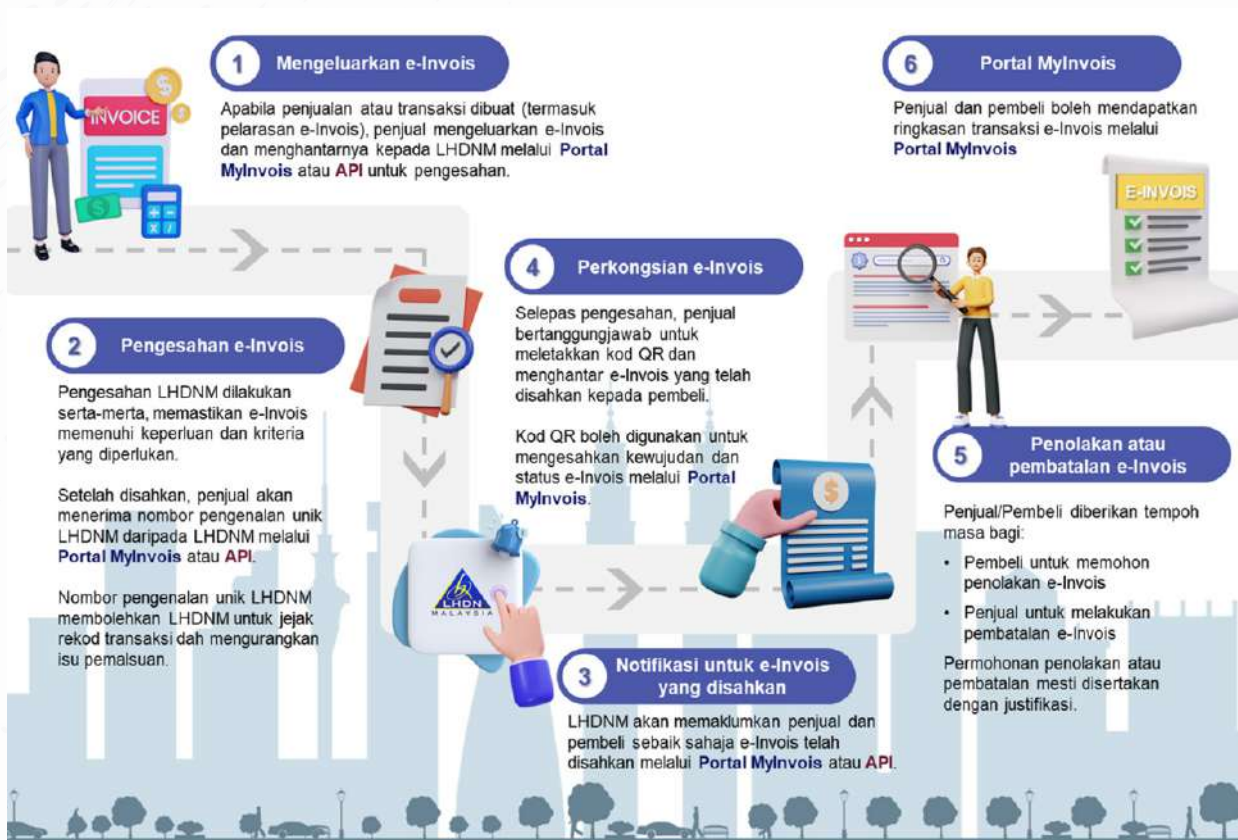 1 Mengeluarkan e-Invois
Apabila penjualan atau transaksi dibuat (termasuk
pelarasan e-Invois), penjual mengeluarkan e-Invois
dan menghantarnya kepada LHDNM melalui Portal
MyInvois atau API untuk pengesahan.
INVOICE
2 Pengesahan e-Invois
Pengesahan LHDNM dilakukan
serta-merta, memastikan e-Invois
memenuhi keperluan dan kriteria
yang diperlukan.
Setelah disahkan, penjual akan
menerima nombor pengenalan unik
LHDNM daripada LHDNM melalui
Portal MyInvois atau API.
Nombor pengenalan unik LHDNM
membolehkan LHDNM untuk jejak
rekod transaksi dah mengurangkan
isu pemalsuan.
LHDN
MALAYSIA
3 Notifikasi untuk e-Invois
yang disahkan
LHDNM akan memaklumkan penjual dan
pembeli sebaik sahaja e-Invois telah
disahkan melalui Portal MyInvois atau API.
4 Perkongsian e-Invois
Selepas pengesahan, penjual
bertanggungjawab untuk
meletakkan kod QR dan
menghantar e-Invois yang telah
disahkan kepada pembeli.
Kod QR boleh digunakan untuk
mengesahkan kewujudan dan
status e-Invois melalui Portal
MyInvois.
5 Penolakan atau
pembatalan e-Invois
Penjual/Pembeli diberikan tempoh
masa bagi:
• Pembeli untuk memohon
penolakan e-Invois
• Penjual untuk melakukan
pembatalan e-Invois
Permohonan penolakan atau
pembatalan mesti disertakan
dengan justifikasi.
6 Portal MyInvois
Penjual dan pembeli boleh mendapatkan
ringkasan transaksi e-Invois melalui
Portal MyInvois
E-INVOIS